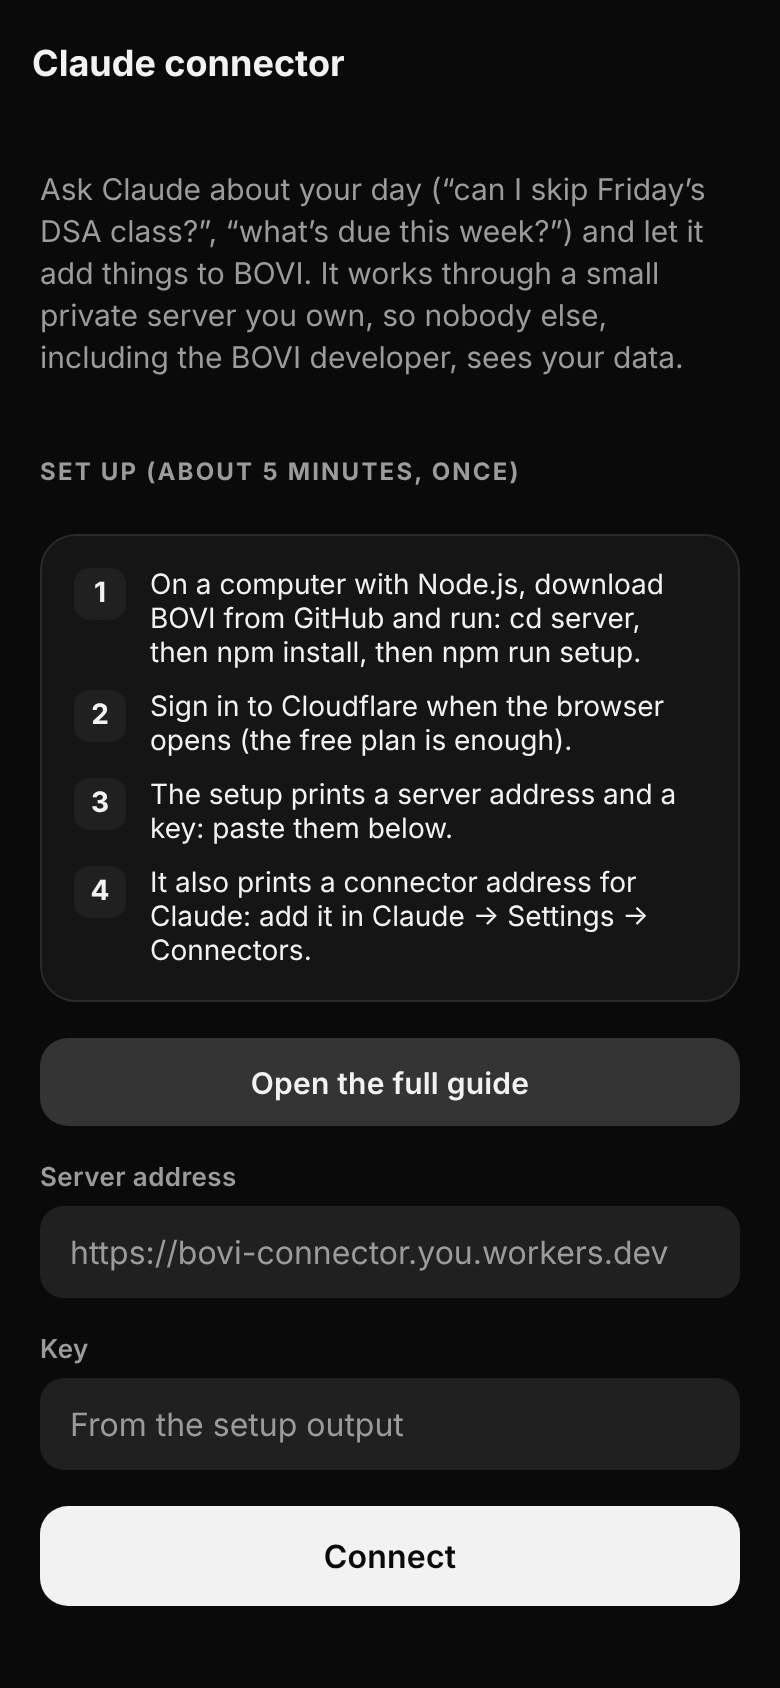 Claude connector
Ask Claude about your day (“can I skip Friday’s
DSA class?”, “what’s due this week?”) and let it
add things to BOVI. It works through a small
private server you own, so nobody else,
including the BOVI developer, sees your data.
SET UP (ABOUT 5 MINUTES, ONCE)
1 On a computer with Node.js, download
BOVI from GitHub and run: cd server,
then npm install, then npm run setup.
2 Sign in to Cloudflare when the browser
opens (the free plan is enough).
3 The setup prints a server address and a
key: paste them below.
4 It also prints a connector address for
Claude: add it in Claude → Settings →
Connectors.
Open the full guide
Server address
https://bovi-connector.you.workers.dev
Key
From the setup output
Connect